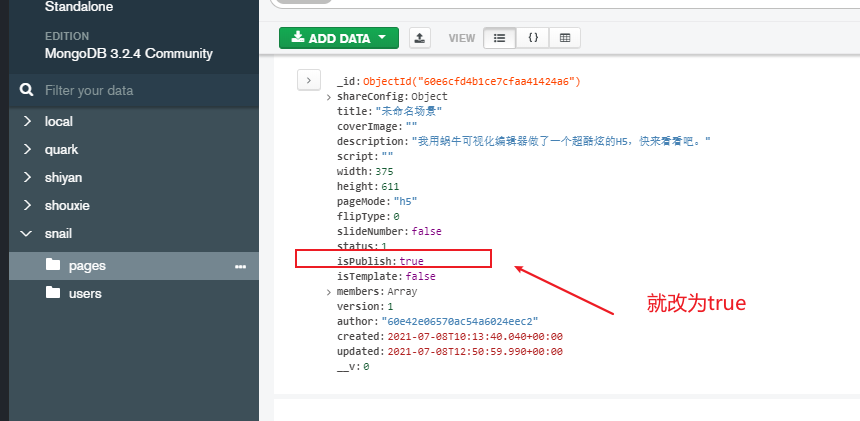 Standalone
EDITION
MongoDB 3.2.4 Community
Filter your data
local
quark
shiyan
shouxie
snail
pages
users
ADD DATA
VIEW
{}
_id:ObjectId("60e6cfd4b1ce7cfaa41424a6")
shareConfig:Object
title:"未命名场景"
coverImage:""
description:"我用蜗牛可视化编辑器做了一个超酷炫的H5，快来看看吧。"
script:""
width:375
height:611
pageMode:"h5"
flipType:0
slideNumber:false
status:1
isPublish:true
isTemplate:false
members:Array
version:1
author:"60e42e06570ac54a6024eec2"
created:2021-07-08T10:13:40.040+00:00
updated:2021-07-08T12:50:59.990+00:00
__v:0
就改为true